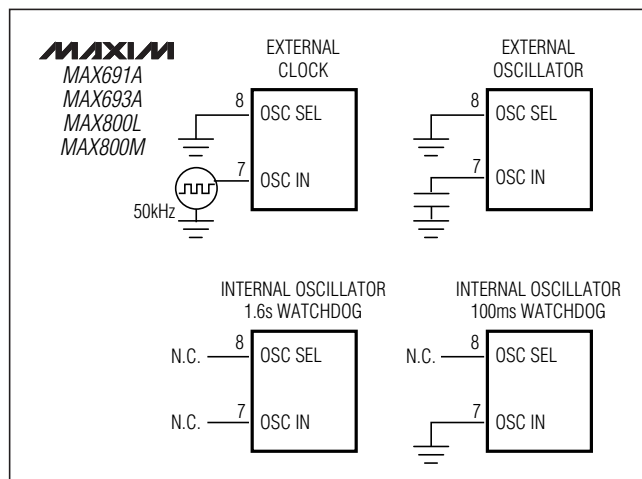 MAXIM
MAX691A
MAX693A
MAX800L
MAX800M
EXTERNAL
CLOCK
8
OSC SEL
7
OSC IN
50kHz
EXTERNAL
OSCILLATOR
8
OSC SEL
7
OSC IN
INTERNAL OSCILLATOR
1.6s WATCHDOG
N.C.
8
OSC SEL
N.C.
7
OSC IN
INTERNAL OSCILLATOR
100ms WATCHDOG
N.C.
8
OSC SEL
7
OSC IN